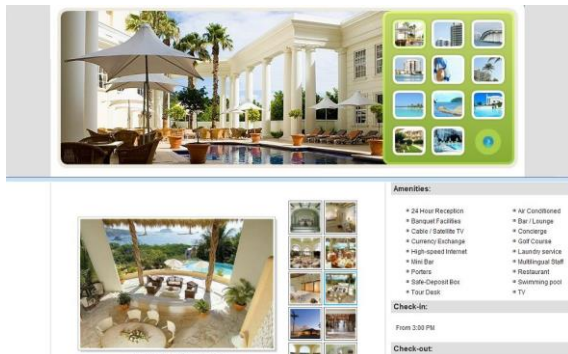 Amenities:
24 Hour Reception
Banquet Facilities
Cable / Satellite TV
Currency Exchange
High-speed Internet
Mini Bar
Porters
Safe-Deposit Box
Tour Desk
Air Conditioned
Bar / Lounge
Concierge
Golf Course
Laundry service
Multilingual Staff
Restaurant
Swimming pool
TV
Check-in:
From 3:00 PM
Check-out: